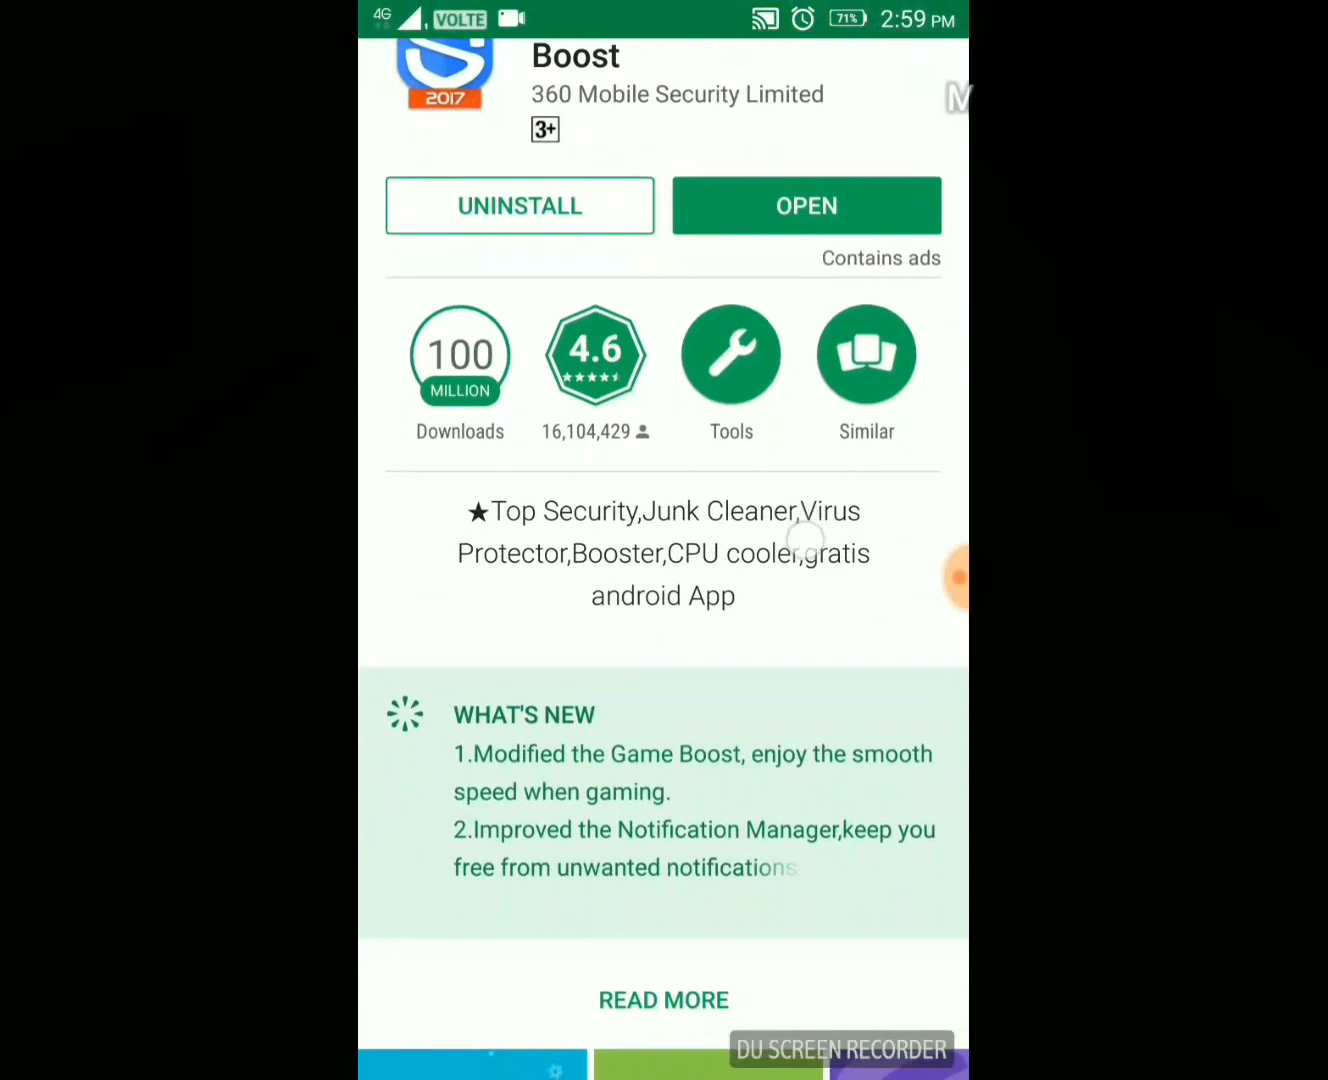 4G VOLTE 71% 2:59 PM
Boost
2017
360 Mobile Security Limited
M
3+
UNINSTALL
OPEN
Contains ads
100
MILLION
4.6
Downloads
16,104,429
Tools
Similar
★Top Security,Junk Cleaner,Virus
Protector,Booster,CPU cooler,gratis
android App
WHAT'S NEW
1.Modified the Game Boost, enjoy the smooth
speed when gaming.
2.Improved the Notification Manager,keep you
free from unwanted notifications
READ MORE
DU SCREEN RECORDER